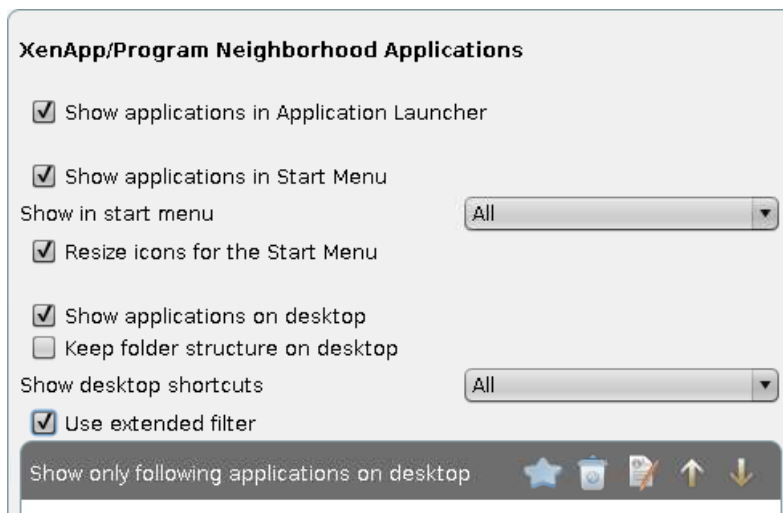 XenApp/Program Neighborhood Applications
Show applications in Application Launcher
Show applications in Start Menu
Show in start menu All
Resize icons for the Start Menu
Show applications on desktop
Keep folder structure on desktop
Show desktop shortcuts All
Use extended filter
Show only following applications on desktop